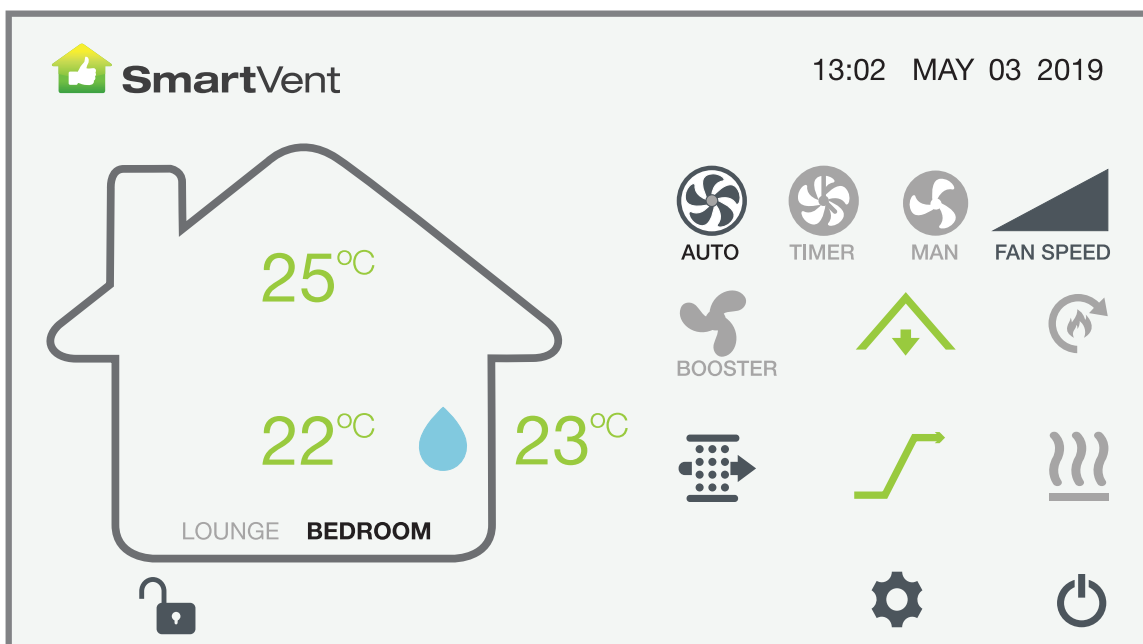 SmartVent
13:02 MAY 03 2019
AUTO TIMER MAN FAN SPEED
25°C
BOOSTER
22°C 23°C
LOUNGE BEDROOM